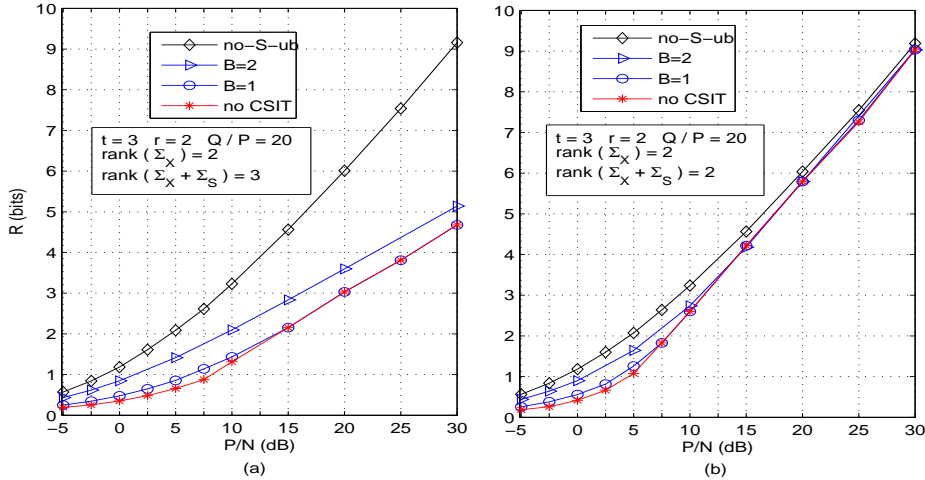 10
9
8
7
6
5
4
3
2
1
0
R (bits)
no−S−ub
B=2
B=1
no CSIT
t = 3 r = 2 Q / P = 20
rank ( Σ_X ) = 2
rank ( Σ_X + Σ_S ) = 3
−5 0 5 10 15 20 25 30
P/N (dB)
(a)
10
9
8
7
6
5
4
3
2
1
0
no−S−ub
B=2
B=1
no CSIT
t = 3 r = 2 Q / P = 20
rank ( Σ_X ) = 2
rank ( Σ_X + Σ_S ) = 2
−5 0 5 10 15 20 25 30
P/N (dB)
(b)